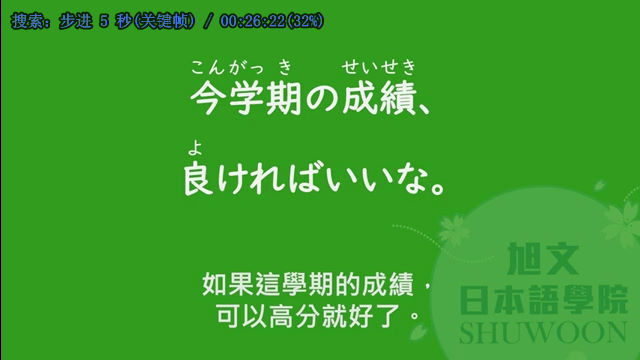 搜索: 步进 5 秒(关键帧) / 00:26:22(32%)
こんがっき せいせき
今学期の成績、
よ
良ければいいな。
如果這學期的成績，
可以高分就好了。
旭文
日本語學院
SHUWOON